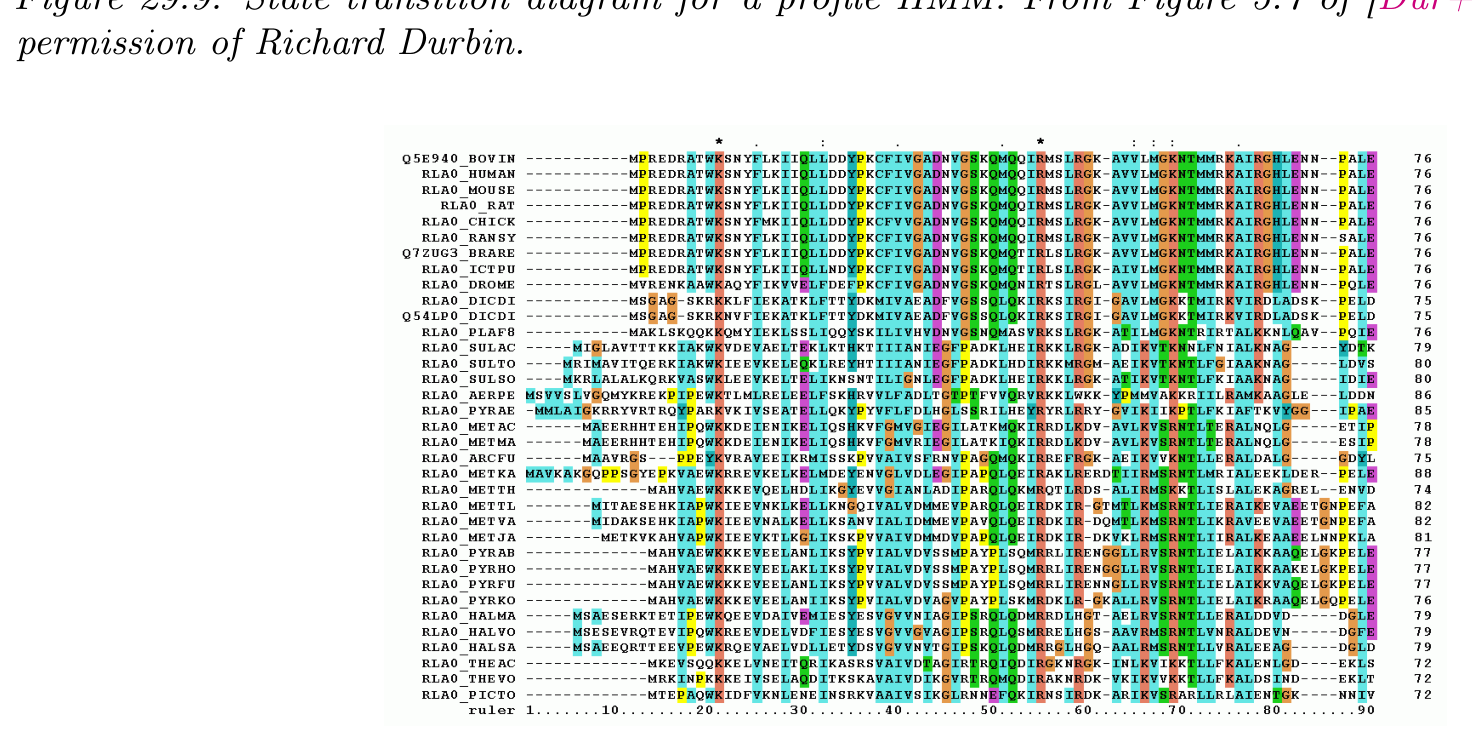 Figure 29.9: State transition diagram for a profile HMM. From Figure 5.7 of [Dur+
permission of Richard Durbin.
* . : . . * : : : .
Q5E940_BOVIN -----------MPREDRATWKSNYFLKIIQLLDDYPKCFIVGADNVGSKQMQQIRMSLRGK-AVVLMGKNTMMRKAIRGHLENN--PALE 76
RLA0_HUMAN -----------MPREDRATWKSNYFLKIIQLLDDYPKCFIVGADNVGSKQMQQIRMSLRGK-AVVLMGKNTMMRKAIRGHLENN--PALE 76
RLA0_MOUSE -----------MPREDRATWKSNYFLKIIQLLDDYPKCFIVGADNVGSKQMQQIRMSLRGK-AVVLMGKNTMMRKAIRGHLENN--PALE 76
RLA0_RAT -----------MPREDRATWKSNYFLKIIQLLDDYPKCFIVGADNVGSKQMQQIRMSLRGK-AVVLMGKNTMMRKAIRGHLENN--PALE 76
RLA0_CHICK -----------MPREDRATWKSNYFMKIIQLLDDYPKCFVVGADNVGSKQMQQIRMSLRGK-AVVLMGKNTMMRKAIRGHLENN--PALE 76
RLA0_RANSY -----------MPREDRATWKSNYFLKIIQLLDDYPKCFIVGADNVGSKQMQQIRMSLRGK-AVVLMGKNTMMRKAIRGHLENN--SALE 76
Q7ZUG3_BRARE -----------MPREDRATWKSNYFLKIIQLLDDYPKCFIVGADNVGSKQMQTIRLSLRGK-AVVLMGKNTMMRKAIRGHLENN--PALE 76
RLA0_ICTPU -----------MPREDRATWKSNYFLKIIQLLNDYPKCFIVGADNVGSKQMQTIRLSLRGK-AIVLMGKNTMMRKAIRGHLENN--PALE 76
RLA0_DROME -----------MVRENKAAWKAQYFIKVVELFDEFPKCFIVGADNVGSKQMQNIRTSLRGL-AVVLMGKNTMMRKAIRGHLENN--PQLE 76
RLA0_DICDI -----------MSGAG-SKRKKLFIEKATKLFTTYDKMIVAEADFVGSSQLQKIRKSIRGI-GAVLMGKKTMIRKVIRDLADSK--PELD 75
Q54LP0_DICDI -----------MSGAG-SKRKNVFIEKATKLFTTYDKMIVAEADFVGSSQLQKIRKSIRGI-GAVLMGKKTMIRKVIRDLADSK--PELD 75
RLA0_PLAF8 -----------MAKLSKQQKKQMYIEKLSSLIQQYSKILIVHVDNVGSNQMASVRKSLRGK-ATILMGKNTRIRTALKKNLQAV--PQIE 76
RLA0_SULAC -----MIGLAVTTTKKIAKWKVDEVAELTEKLKTHKTIIIANIEGFPADKLHEIRKKLRGK-ADIKVTKNNLFNIALKNAG-----YDTK 79
RLA0_SULTO ----MRIMAVITQERKIAKWKIEEVKELEQKLREYHTIIIANIEGFPADKLHDIRKKMRGM-AEIKVTKNTLFGIAAKNAG-----LDVS 80
RLA0_SULSO ----MKRLALALKQRKVASWKLEEVKELTELIKNSNTILIGNLEGFPADKLHEIRKKLRGK-ATIKVTKNTLFKIAAKNAG-----IDIE 80
RLA0_AERPE MSVVSLVGQMYKREKPIPEWKTLMLRELEELFSKHRVVLFADLTGTPTFVVQRVRKKLWKK-YPMMVAKKRIILRAMKAAGLE---LDDN 86
RLA0_PYRAE -MMLAIGKRRYVRTRQYPARKVKIVSEATELLQKYPYVFLFDLHGLSSRILHEYRYRLRRY-GVIKIIKPTLFKIAFTKVYGG---IPAE 85
RLA0_METAC ------MAEERHHTEHIPQWKKDEIENIKELIQSHKVFGMVGIEGILATKMQKIRRDLKDV-AVLKVSRNTLTERALNQLG-----ETIP 78
RLA0_METMA ------MAEERHHTEHIPQWKKDEIENIKELIQSHKVFGMVRIEGILATKIQKIRRDLKDV-AVLKVSRNTLTERALNQLG-----ESIP 78
RLA0_ARCFU ------MAAVRGS---PPEYKVRAVEEIKRMISSKPVVAIVSFRNVPAGQMQKIRREFRGK-AEIKVVKNTLLERALDALG-----GDYL 75
RLA0_METKA MAVKAKGQPPSGYEPKVAEWKRREVKELKELMDEYENVGLVDLEGIPAPQLQEIRAKLRERDTIIRMSRNTLMRIALEEKLDER--PELE 88
RLA0_METTH -------------MAHVAEWKKKEVQELHDLIKGYEVVGIANLADIPARQLQKMRQTLRDS-ALIRMSKKTLISLALEKAGREL--ENVD 74
RLA0_METTL -------MITAESEHKIAPWKIEEVNKLKELLKNGQIVALVDMMEVPARQLQEIRDKIR-GTMTLKMSRNTLIERAIKEVAEETGNPEFA 82
RLA0_METVA -------MIDAKSEHKIAPWKIEEVNALKELLKSANVIALIDMMEVPAVQLQEIRDKIR-DQMTLKMSRNTLIKRAVEEVAEETGNPEFA 82
RLA0_METJA --------METKVKAHVAPWKIEEVKTLKGLIKSKPVVAIVDMMDVPAPQLQEIRDKIR-DKVKLRMSRNTLIIRALKEAAEELNNPKLA 81
RLA0_PYRAB -------------MAHVAEWKKKEVEELANLIKSYPVIALVDVSSMPAYPLSQMRRLIRENGGLLRVSRNTLIELAIKKAAQELGKPELE 77
RLA0_PYRHO -------------MAHVAEWKKKEVEELAKLIKSYPVIALVDVSSMPAYPLSQMRRLIRENGGLLRVSRNTLIELAIKKAAKELGKPELE 77
RLA0_PYRFU -------------MAHVAEWKKKEVEELANLIKSYPVVALVDVSSMPAYPLSQMRRLIRENNGLLRVSRNTLIELAIKKVAQELGKPELE 77
RLA0_PYRKO -------------MAHVAEWKKKEVEELANIIKSYPVIALVDVAGVPAYPLSKMRDKLR-GKALLRVSRNTLIELAIKRAAQELGQPELE 76
RLA0_HALMA -----MSAESERKTETIPEWKQEEVDAIVEMIESYESVGVVNIAGIPSRQLQDMRRDLHGT-AELRVSRNTLLERALDDVD-----DGLE 79
RLA0_HALVO -----MSESEVRQTEVIPQWKREEVDELVDFIESYESVGVVGVAGIPSRQLQSMRRELHGS-AAVRMSRNTLVNRALDEVN-----DGFE 79
RLA0_HALSA -----MSAEEQRTTEEVPEWKRQEVAELVDLLETYDSVGVVNVTGIPSKQLQDMRRGLHGQ-AALRMSRNTLLVRALEEAG-----DGLD 79
RLA0_THEAC -------------MKEVSQQKKELVNEITQRIKASRSVAIVDTAGIRTRQIQDIRGKNRGK-INLKVIKKTLLFKALENLGD----EKLS 72
RLA0_THEVO -------------MRKINPKKKEIVSELAQDITKSKAVAIVDIKGVRTRQMQDIRAKNRDK-VKIKVVKKTLLFKALDSIND----EKLT 72
RLA0_PICTO -------------MTEPAQWKIDFVKNLENEINSRKVAAIVSIKGLRNNEFQKIRNSIRDK-ARIKVSRARLLRLAIENTGK----NNIV 72
ruler 1.......10........20........30........40........50........60........70........80........90